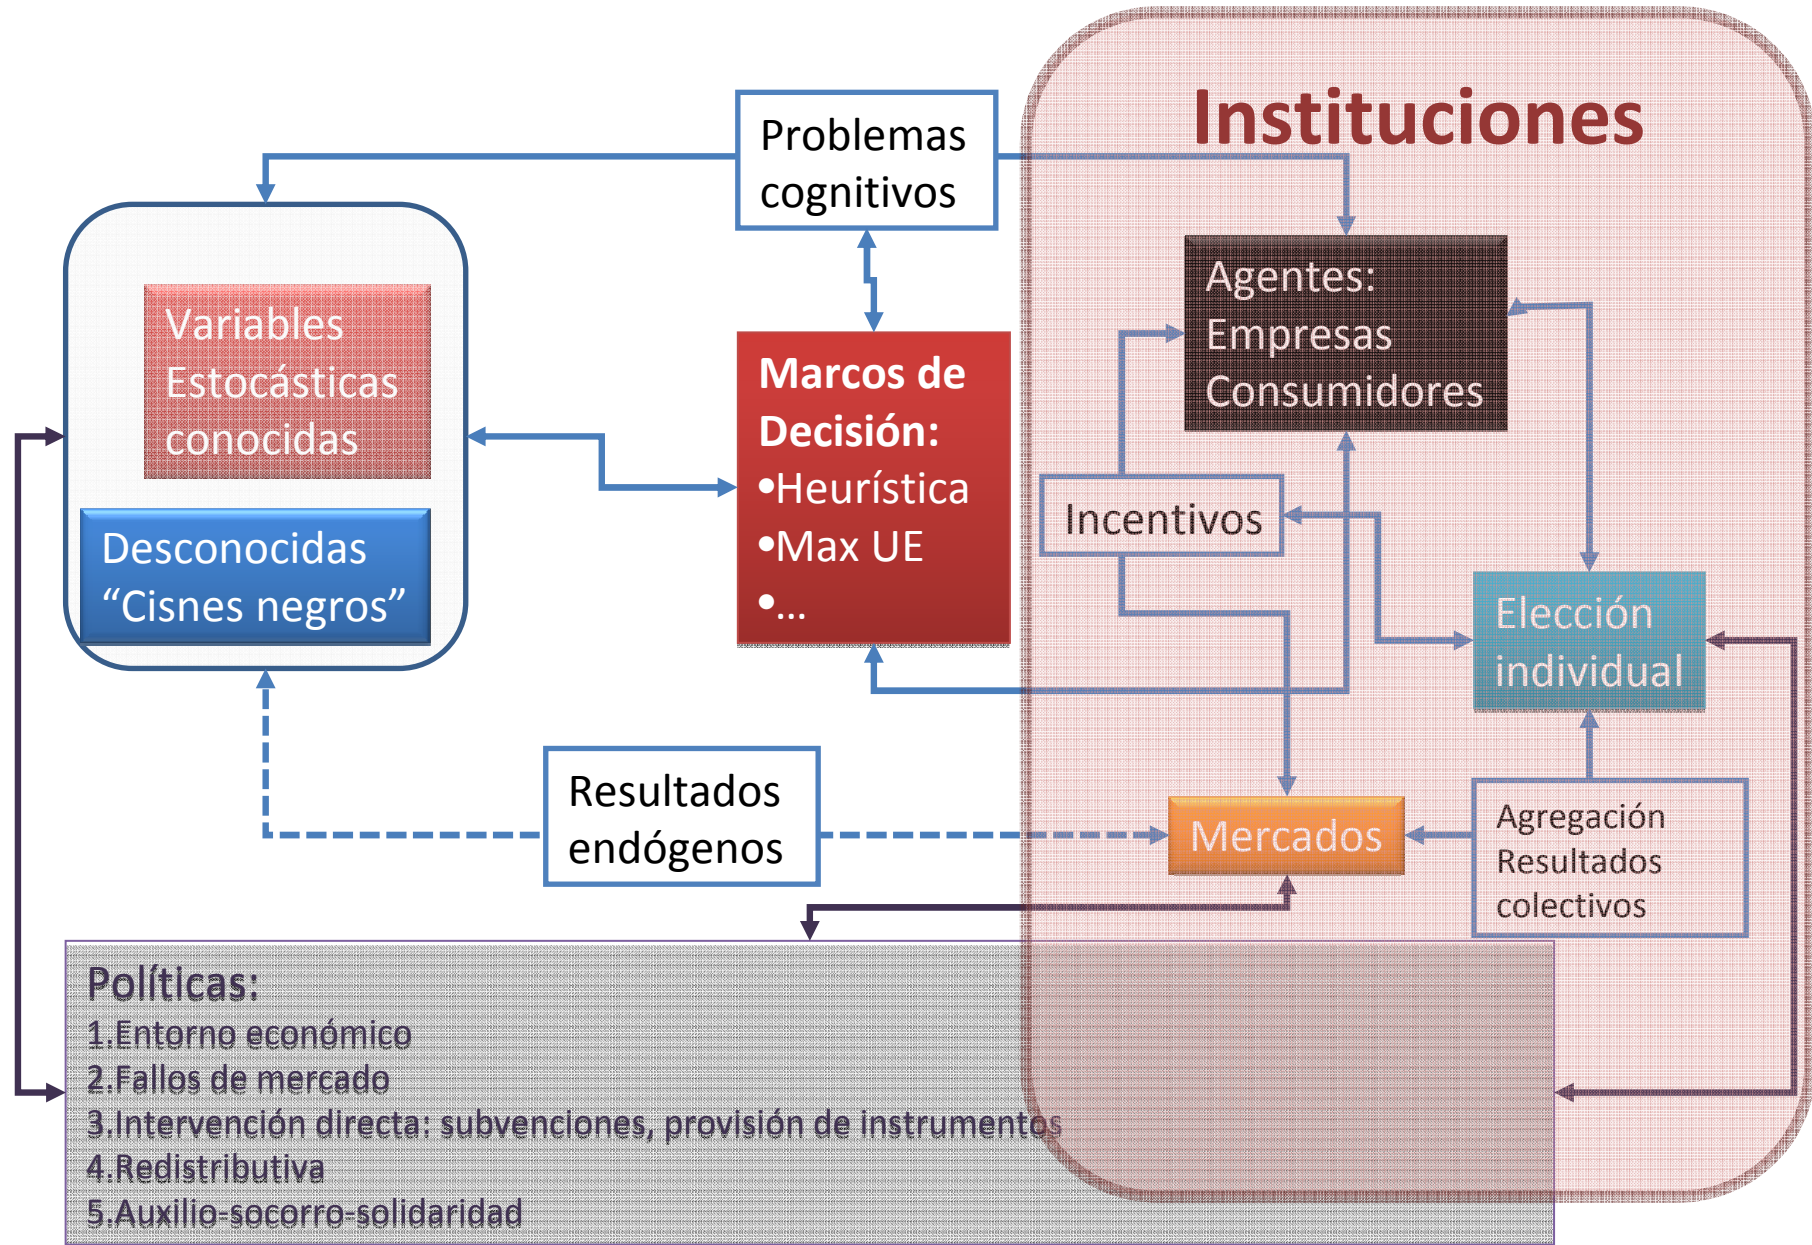 Instituciones
Problemas
cognitivos
Variables
Estocásticas
conocidas
Desconocidas
“Cisnes negros”
Marcos de
Decisión:
•Heurística
•Max UE
•...
Agentes:
Empresas
Consumidores
Incentivos
Elección
individual
Resultados
endógenos
Mercados
Agregación
Resultados
colectivos
Políticas:
1.Entorno económico
2.Fallos de mercado
3.Intervención directa: subvenciones, provisión de instrumentos
4.Redistributiva
5.Auxilio-socorro-solidaridad